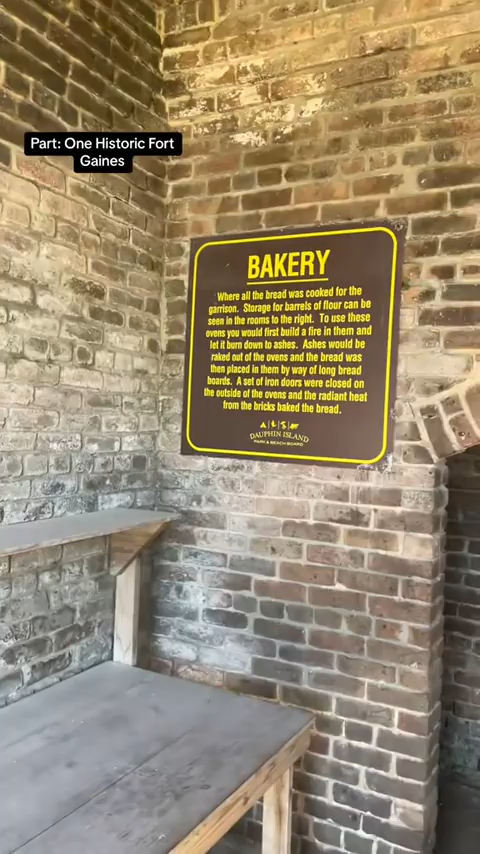 Part: One Historic Fort
Gaines
BAKERY
Where all the bread was cooked for the
garrison. Storage for barrels of flour can be
seen in the rooms to the right. To use these
ovens you would first build a fire in them and
let it burn down to ashes. Ashes would be
raked out of the ovens and the bread was
then placed in them by way of long bread
boards. A set of iron doors were closed on
the outside of the ovens and the radiant heat
from the bricks baked the bread.
DAUPHIN ISLAND
PARK & BEACH BOARD